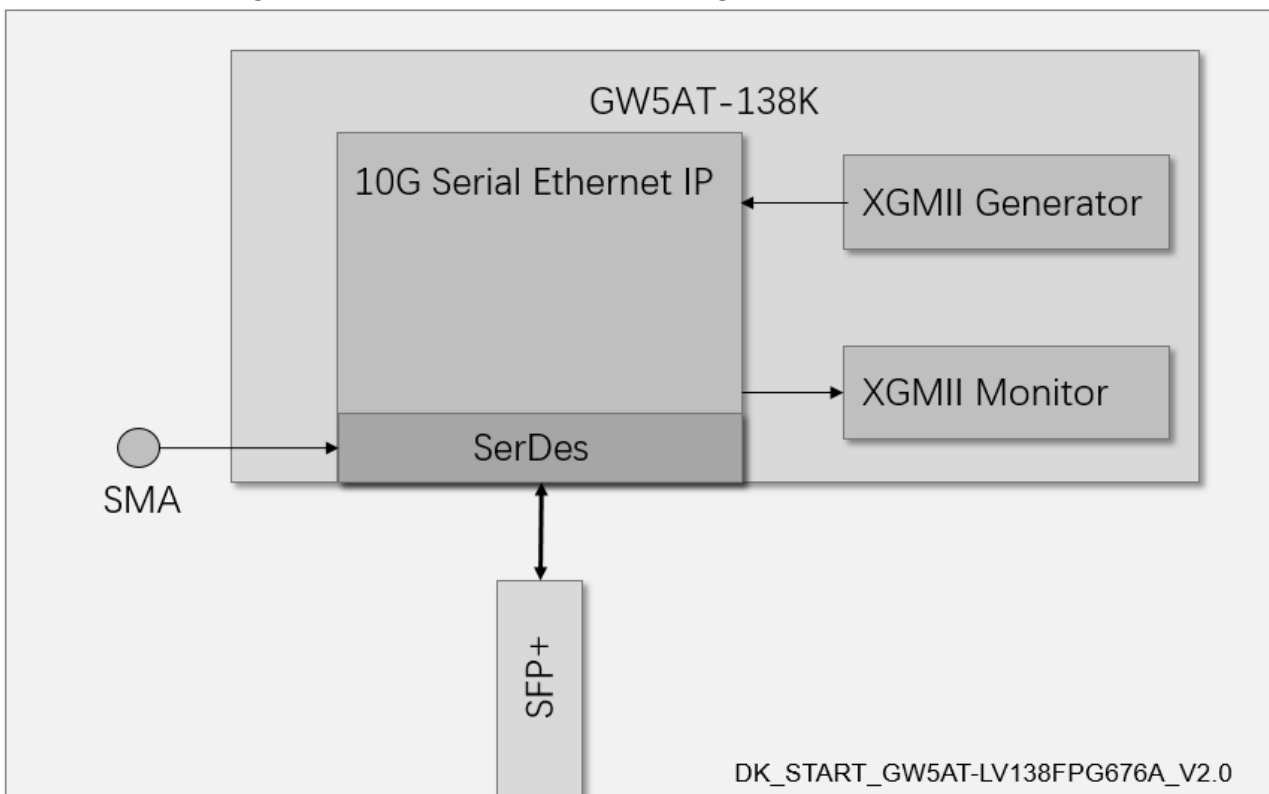 GW5AT-138K
10G Serial Ethernet IP
XGMII Generator
XGMII Monitor
SerDes
SMA
SFP+
DK_START_GW5AT-LV138FPG676A_V2.0